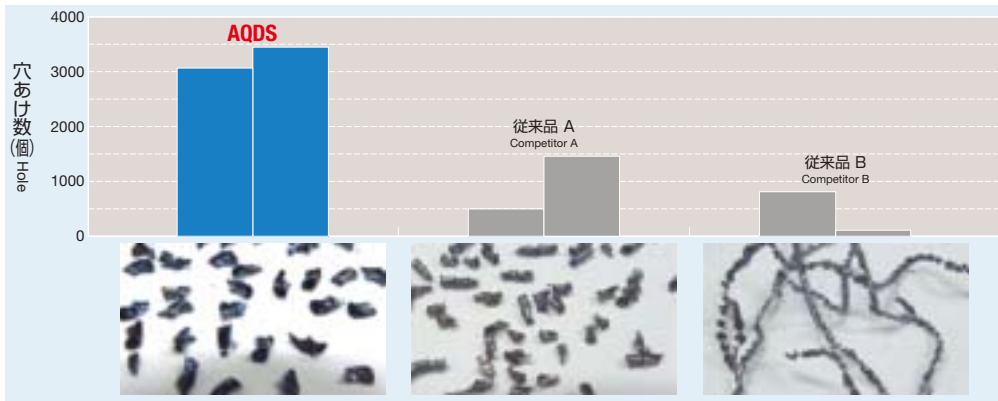 4000
3000
2000
1000
0
穴あけ数(個) Hole
AQDS
従来品 A
Competitor A
従来品 B
Competitor B